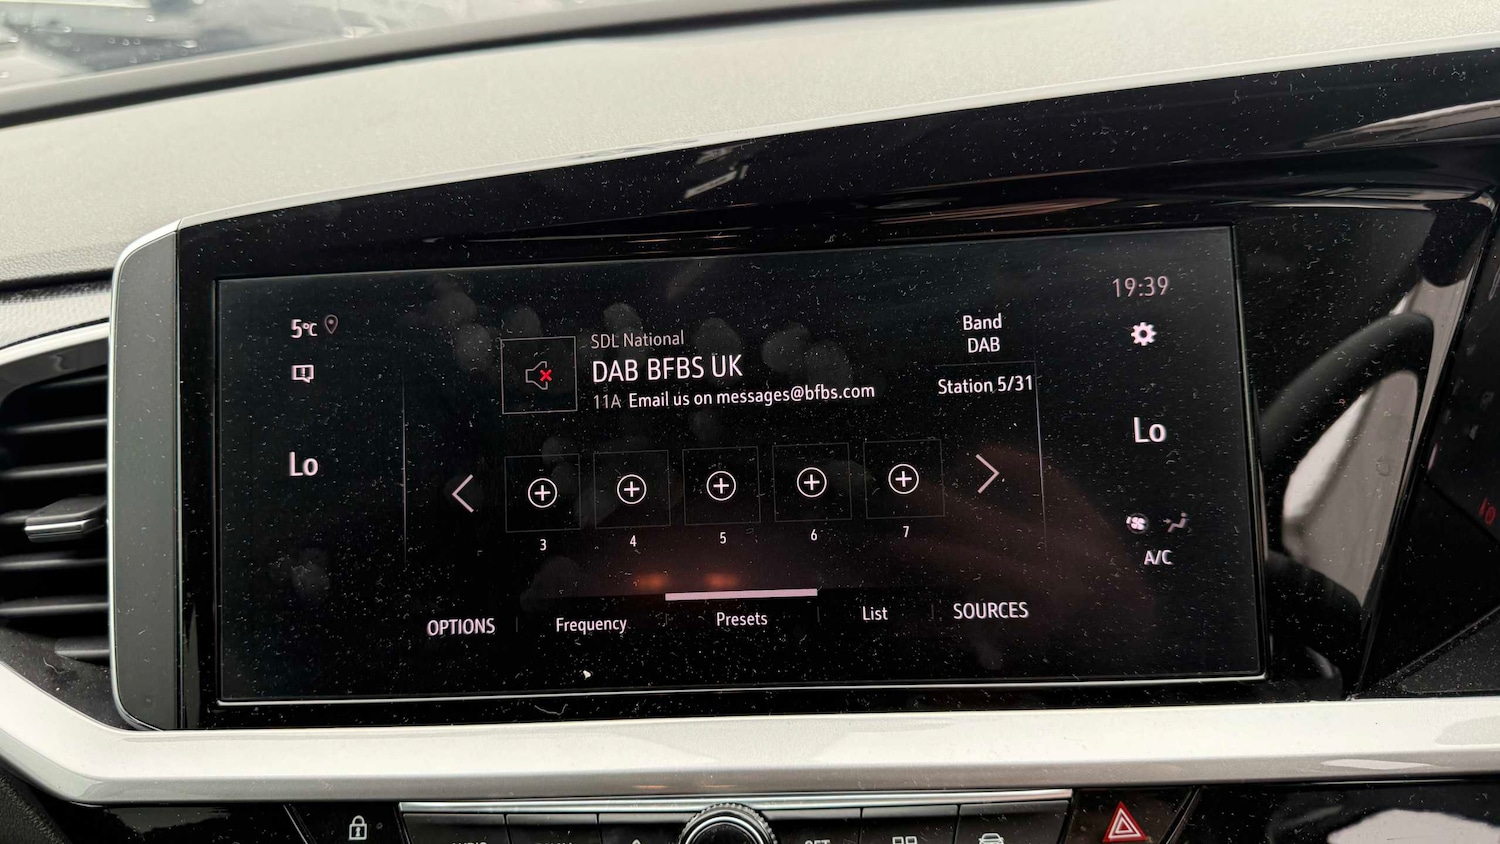 19:39
5°C
SDL National
DAB BFBS UK
11A Email us on messages@bfbs.com
Band
DAB
Station 5/31
Lo
Lo
3 4 5 6 7
A/C
OPTIONS Frequency Presets List SOURCES